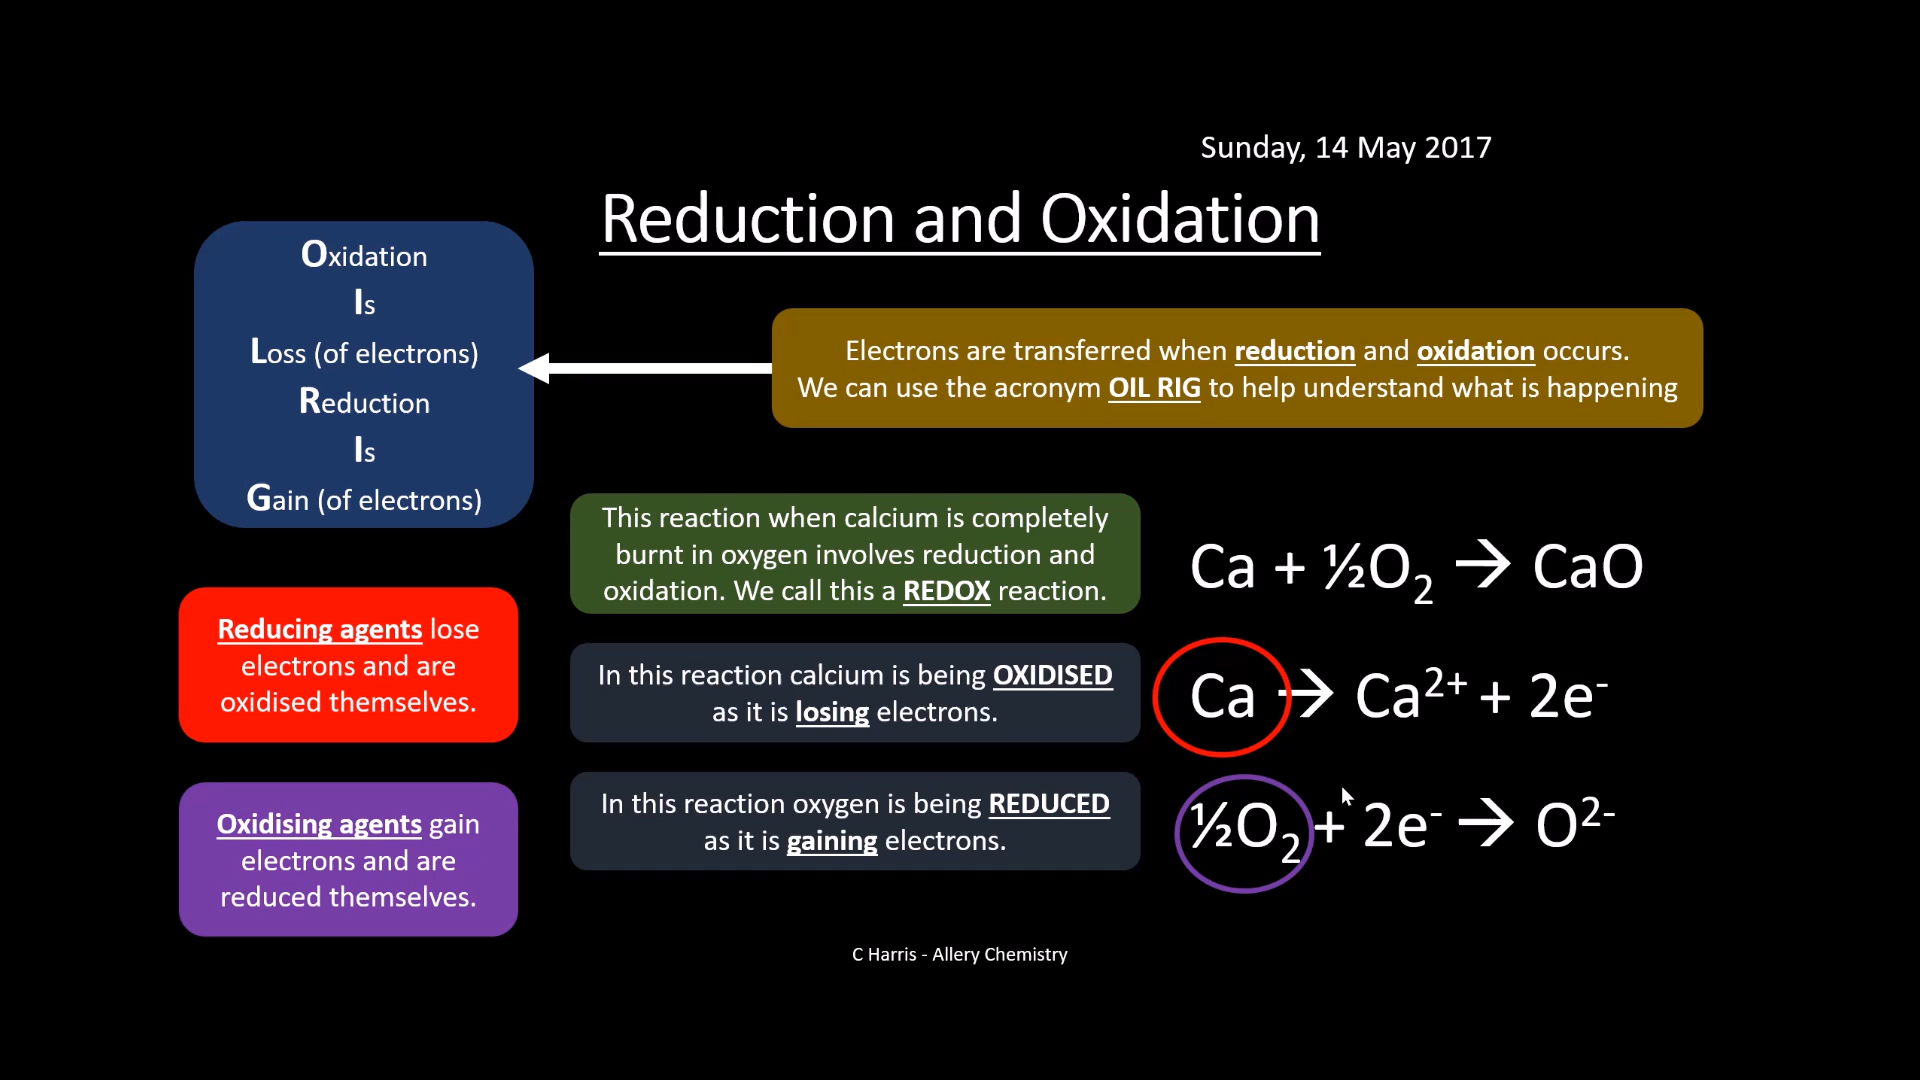 Sunday, 14 May 2017
Reduction and Oxidation
Oxidation
Is
Loss (of electrons)
Reduction
Is
Gain (of electrons)
Electrons are transferred when reduction and oxidation occurs.
We can use the acronym OIL RIG to help understand what is happening
This reaction when calcium is completely
burnt in oxygen involves reduction and
oxidation. We call this a REDOX reaction.
Ca + ½O₂ → CaO
Reducing agents lose
electrons and are
oxidised themselves.
In this reaction calcium is being OXIDISED
as it is losing electrons.
Ca → Ca²⁺ + 2e⁻
Oxidising agents gain
electrons and are
reduced themselves.
In this reaction oxygen is being REDUCED
as it is gaining electrons.
½O₂ + 2e⁻ → O²⁻
C Harris - Allery Chemistry